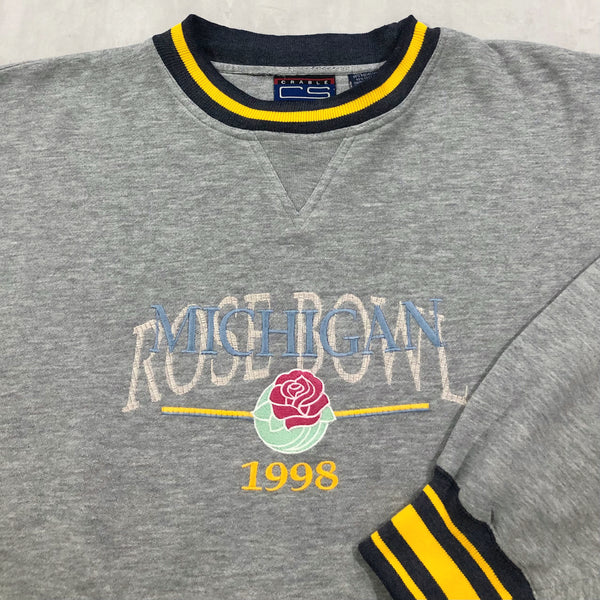 CRABLE
CS
MICHIGAN
ROSE BOWL
1998